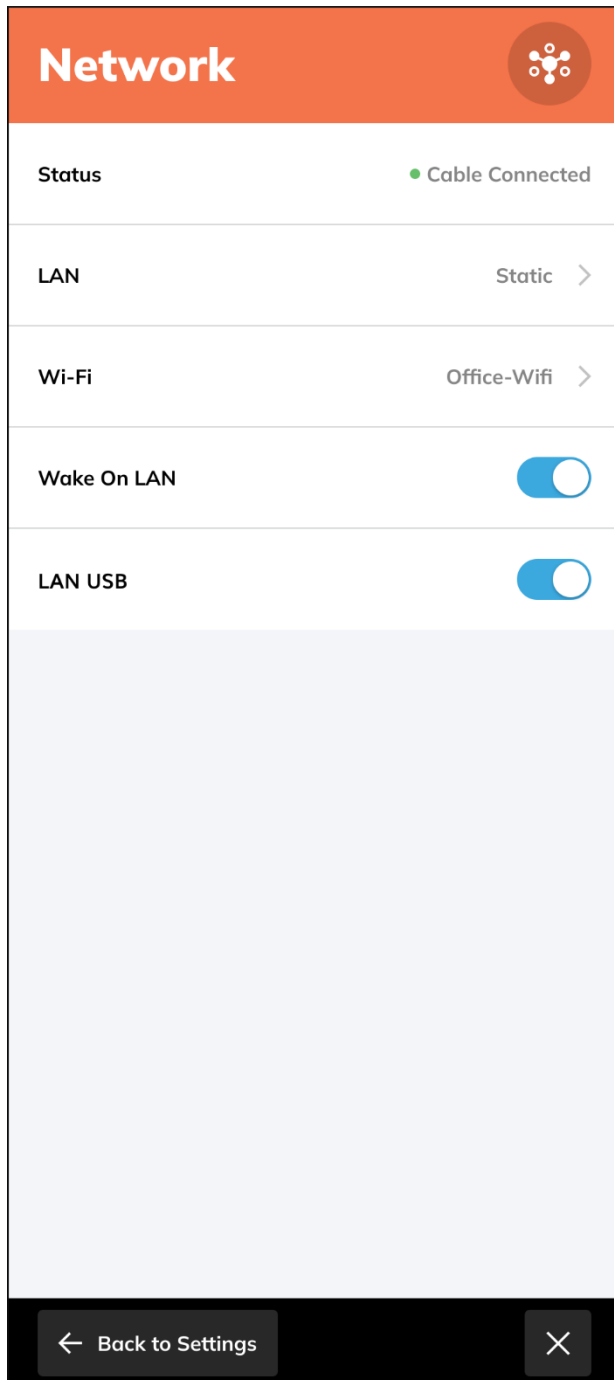 Network
Status Cable Connected
LAN Static
Wi-Fi Office-Wifi
Wake On LAN
LAN USB
Back to Settings